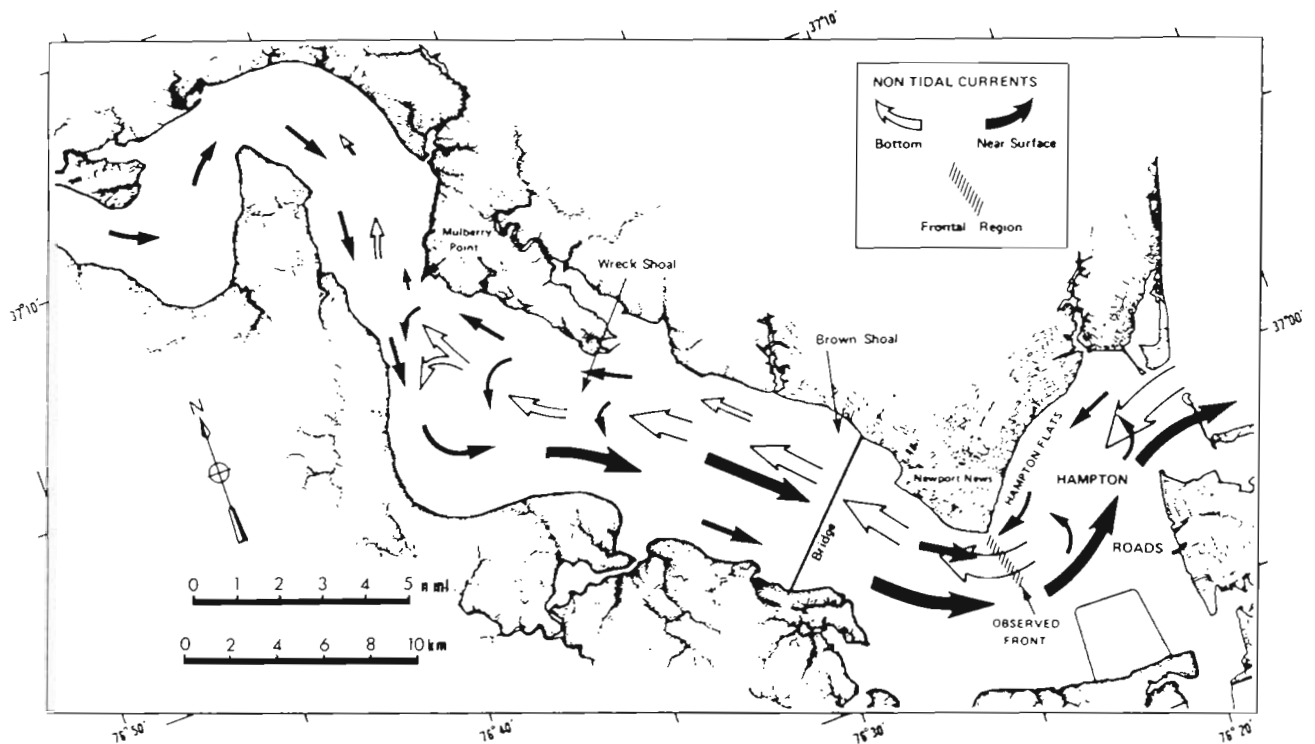 37°10'
NON TIDAL CURRENTS
Bottom
Near Surface
Frontal Region
Mulberry
Point
Wreck Shoal
37°10'
37°00'
Brown Shoal
N
HAMPTON FLATS
Newport News
HAMPTON
ROADS
Bridge
0 1 2 3 4 5 n mi
0 2 4 6 8 10 km
OBSERVED
FRONT
76°50'
76°40'
76°30'
76°20'